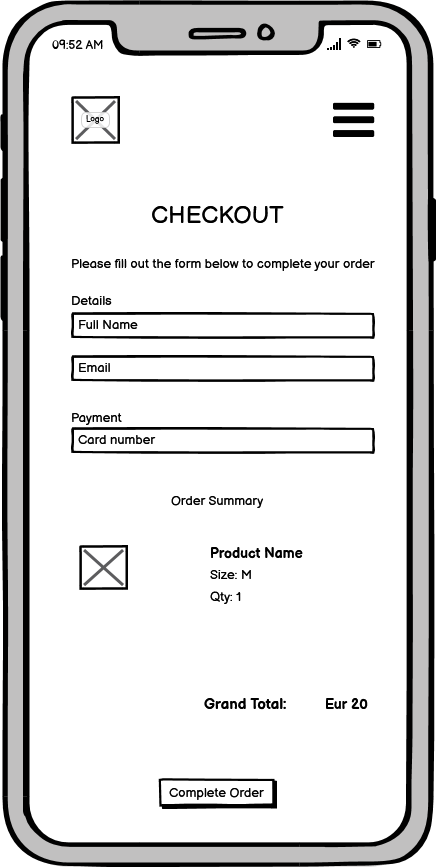 09:52 AM
Logo
CHECKOUT
Please fill out the form below to complete your order
Details
Full Name
Email
Payment
Card number
Order Summary
Product Name
Size: M
Qty: 1
Grand Total: Eur 20
Complete Order